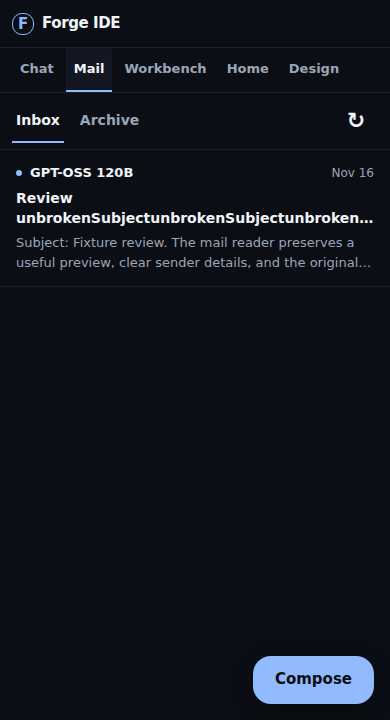 F Forge IDE
Chat Mail Workbench Home Design
Inbox Archive ↻
GPT-OSS 120B Nov 16
Review
unbrokenSubjectunbrokenSubjectunbroken…
Subject: Fixture review. The mail reader preserves a
useful preview, clear sender details, and the original…
Compose